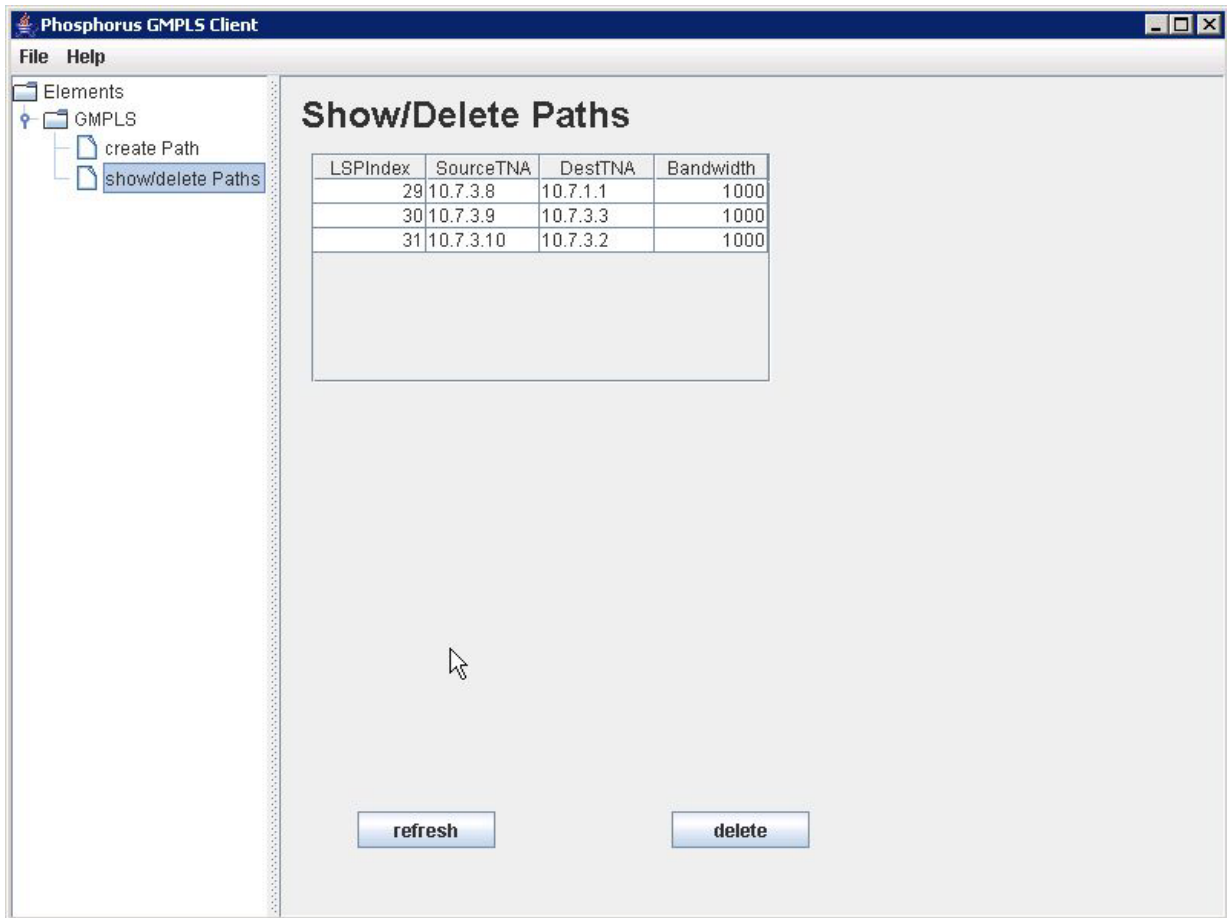 Phosphorus GMPLS Client
File Help
Elements
GMPLS
create Path
show/delete Paths
Show/Delete Paths
LSPIndex SourceTNA DestTNA Bandwidth
29 10.7.3.8 10.7.1.1 1000
30 10.7.3.9 10.7.3.3 1000
31 10.7.3.10 10.7.3.2 1000
refresh delete